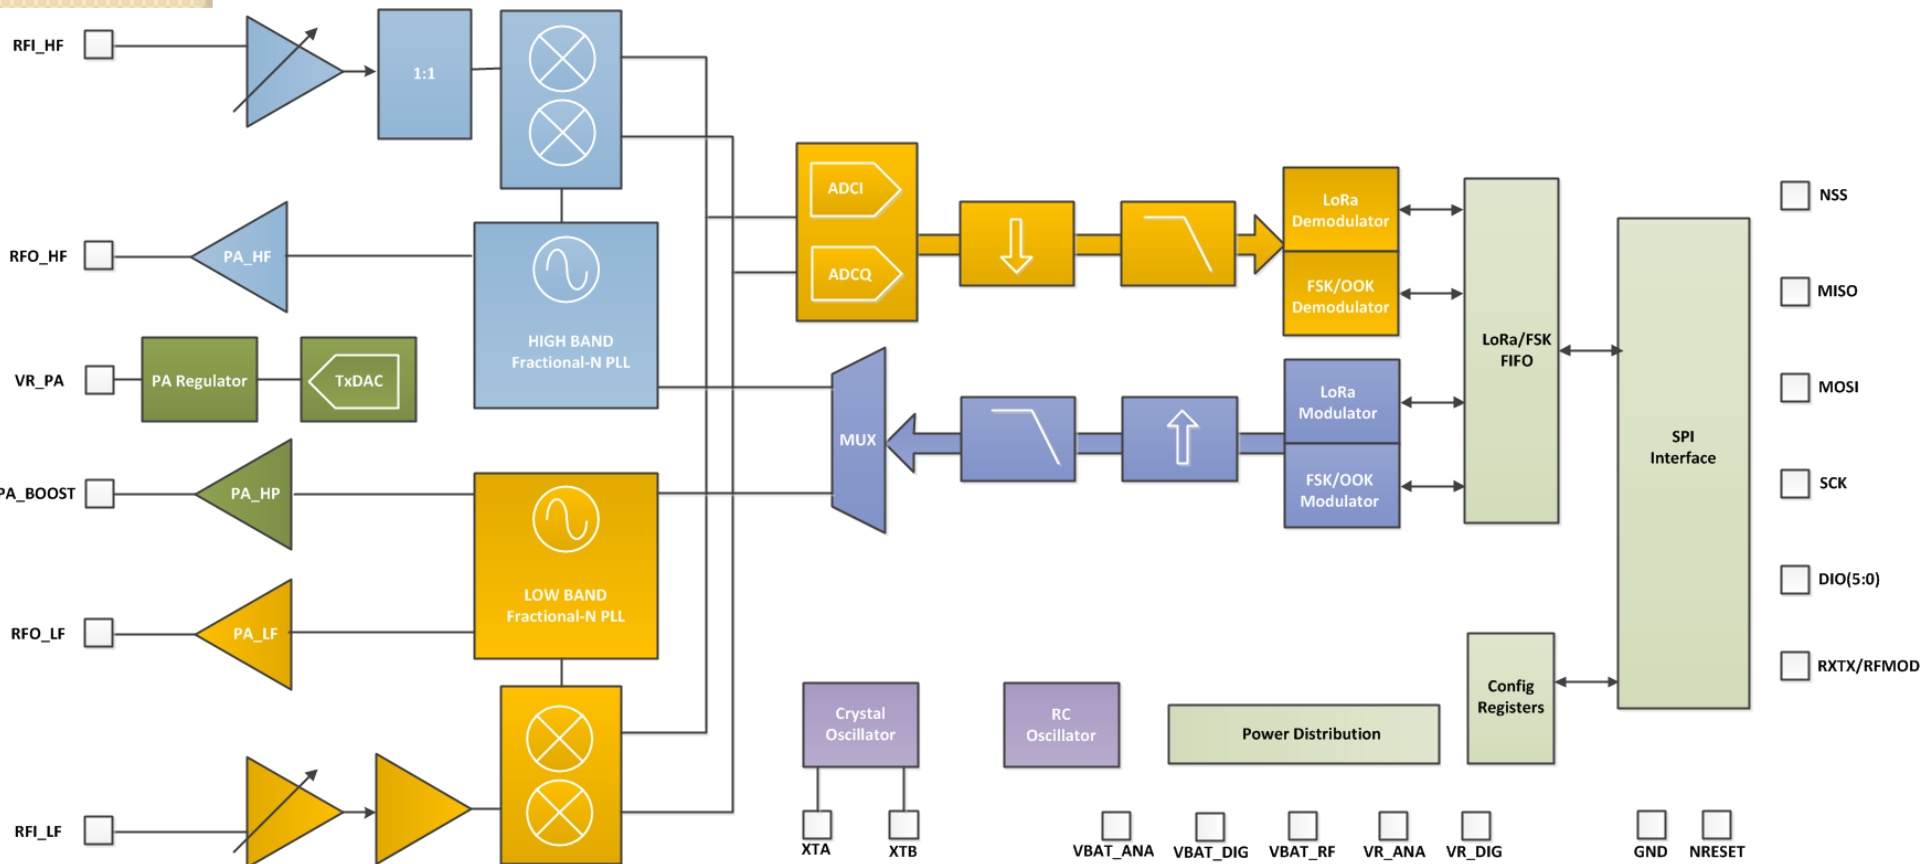 RFI_HF
1:1
RFO_HF
PA_HF
HIGH BAND
Fractional-N PLL
VR_PA
PA Regulator
TxDAC
PA_BOOST
PA_HP
LOW BAND
Fractional-N PLL
RFO_LF
PA_LF
RFI_LF
ADCI
ADCQ
MUX
LoRa
Demodulator
FSK/OOK
Demodulator
LoRa
Modulator
FSK/OOK
Modulator
LoRa/FSK
FIFO
SPI
Interface
Config
Registers
Crystal
Oscillator
RC
Oscillator
Power Distribution
NSS
MISO
MOSI
SCK
DIO(5:0)
RXTX/RFMOD
XTA
XTB
VBAT_ANA
VBAT_DIG
VBAT_RF
VR_ANA
VR_DIG
GND
NRESET